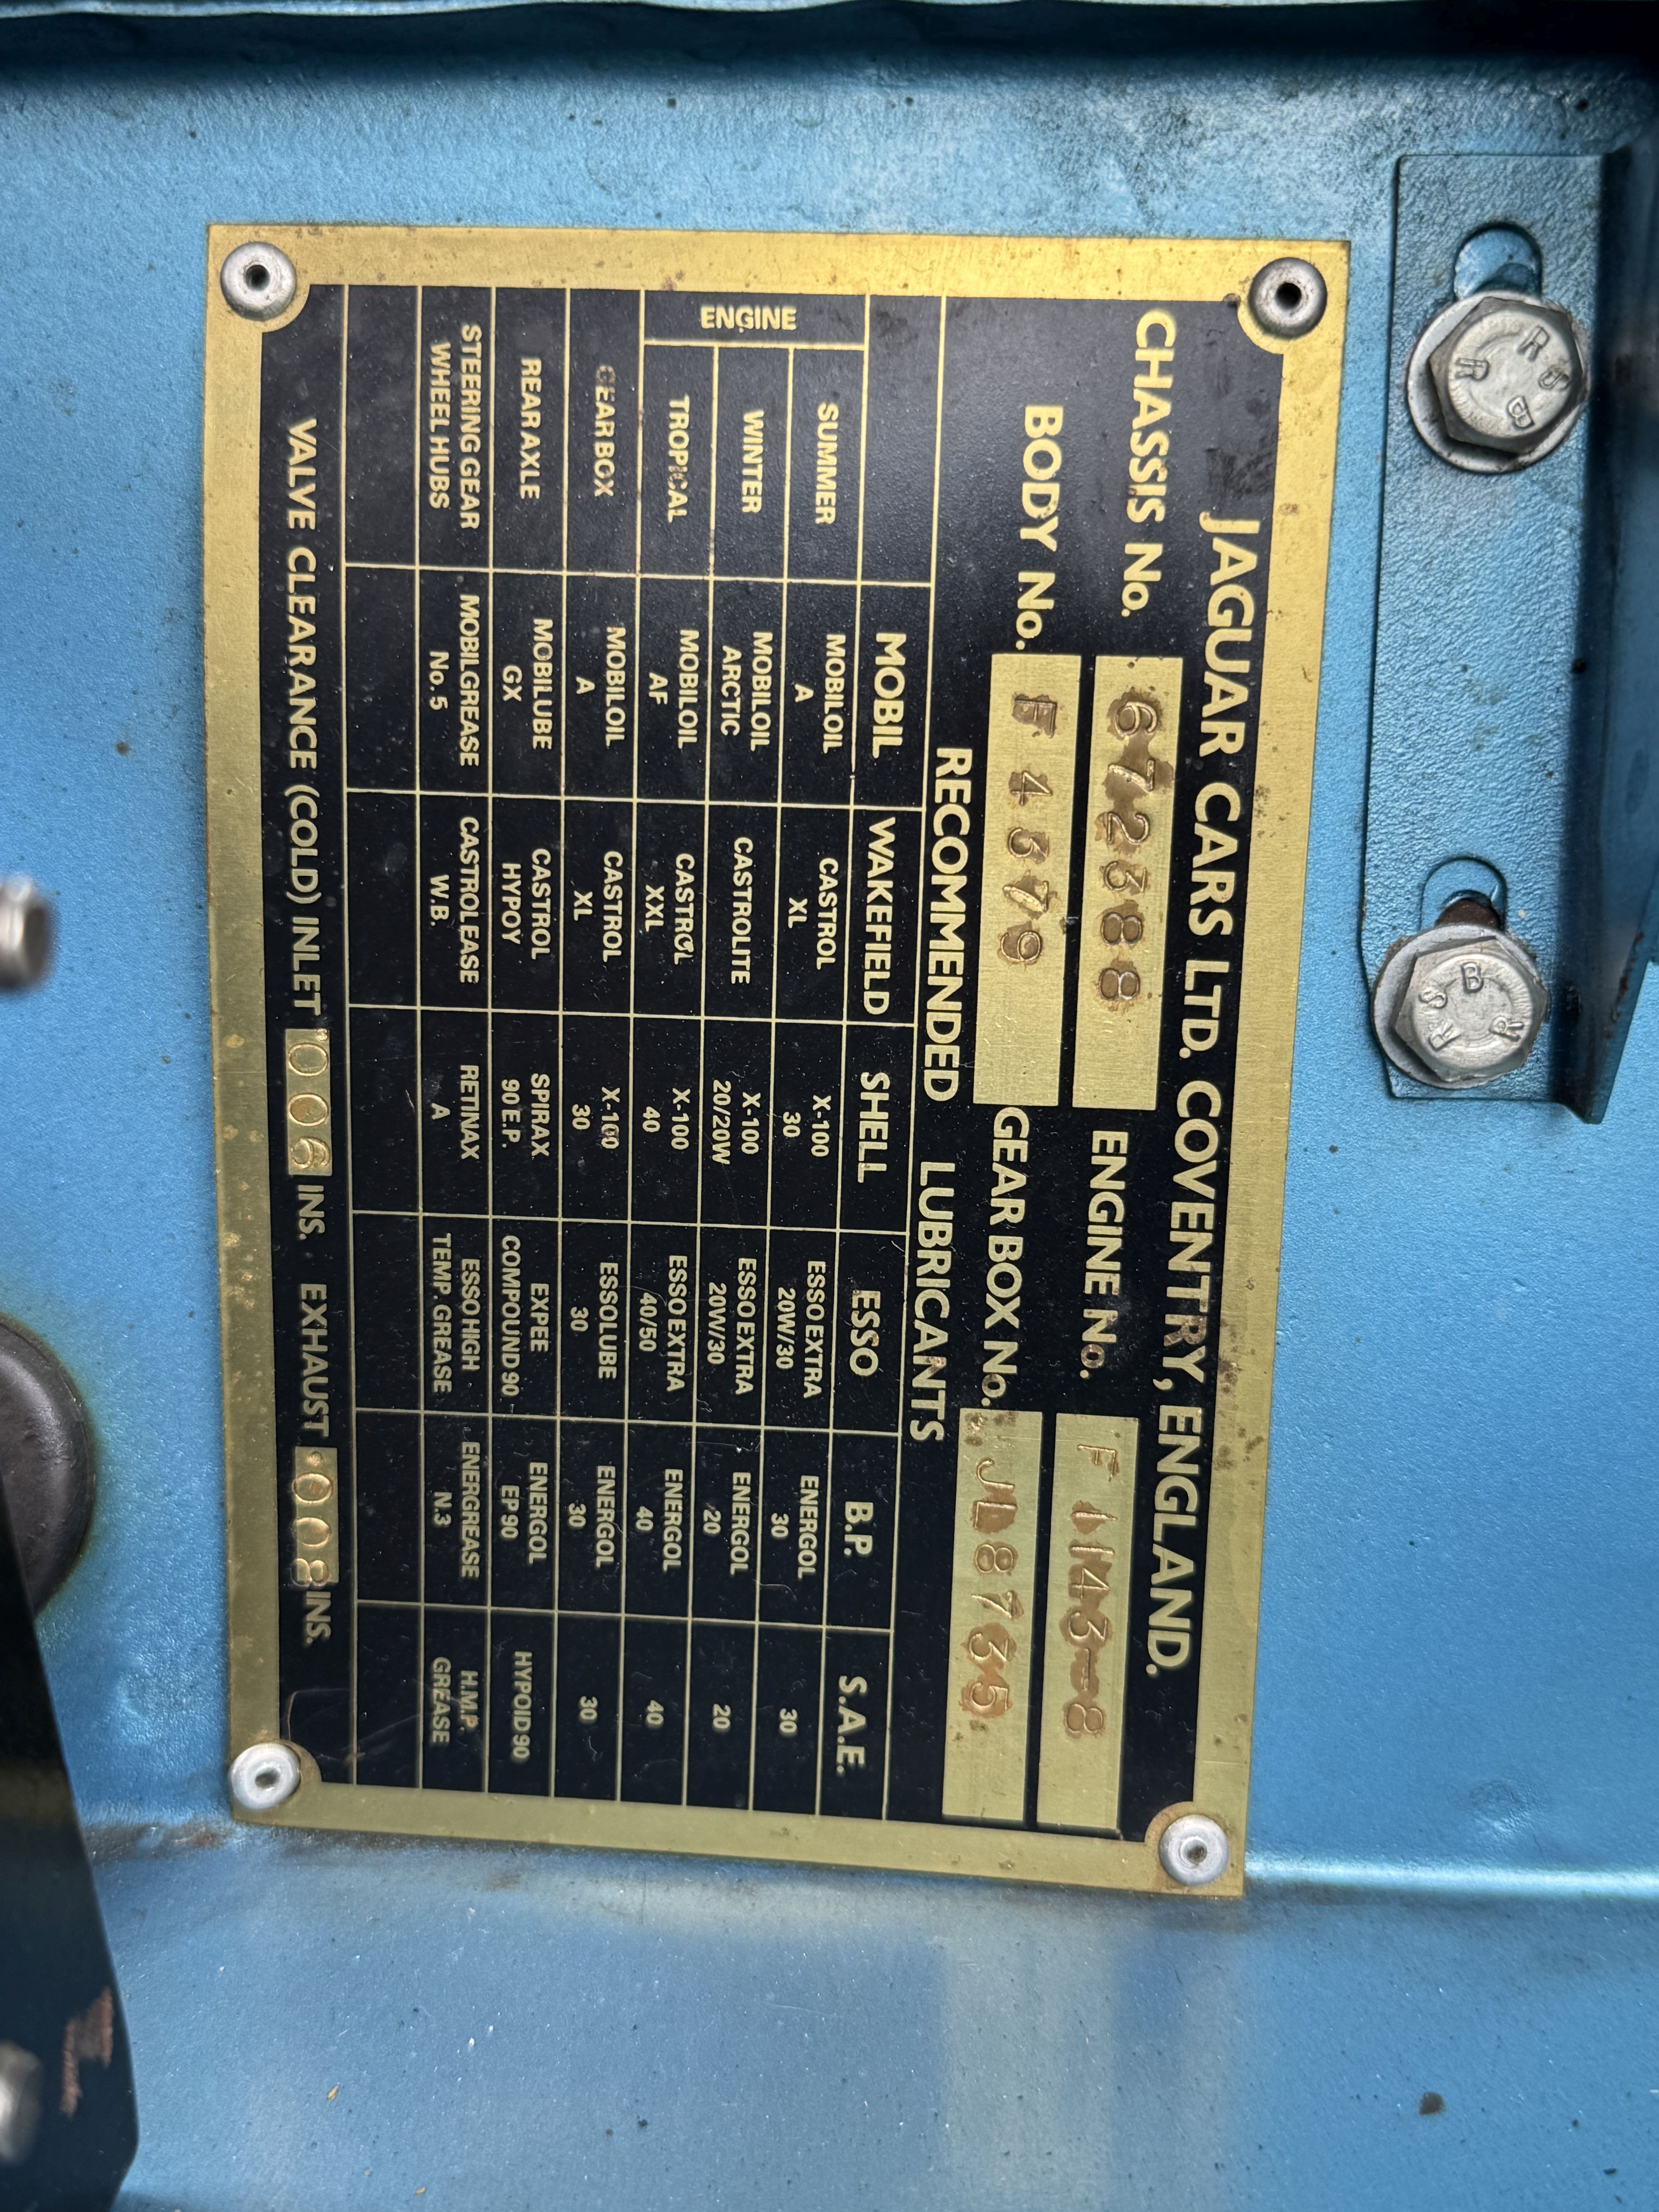 JAGUAR CARS LTD. COVENTRY, ENGLAND.
CHASSIS No. 672388 ENGINE No. F 1143-8
BODY No. F 4379 GEAR BOX No. JL 8735
RECOMMENDED LUBRICANTS
MOBIL WAKEFIELD SHELL ESSO B.P. S.A.E.
ENGINE
SUMMER MOBILOIL A CASTROL XL X-100 30 ESSO EXTRA 20W/30 ENERGOL 30 30
WINTER MOBILOIL ARCTIC CASTROLITE X-100 20/20W ESSO EXTRA 20W/30 ENERGOL 20 20
TROPICAL MOBILOIL AF CASTROL XXL X-100 40 ESSO EXTRA 40/50 ENERGOL 40 40
GEAR BOX MOBILOIL A CASTROL XL X-100 30 ESSOLUBE 30 ENERGOL 30 30
REAR AXLE MOBILUBE GX CASTROL HYPOY SPIRAX 90 E.P. EXPEE COMPOUND 90 ENERGOL EP 90 HYPOID 90
STEERING GEAR WHEEL HUBS MOBILGREASE No. 5 CASTROLEASE W.B. RETINAX A ESSO HIGH TEMP. GREASE ENERGREASE N.3 H.M.P. GREASE
VALVE CLEARANCE (COLD) INLET .006 INS. EXHAUST .008 INS.